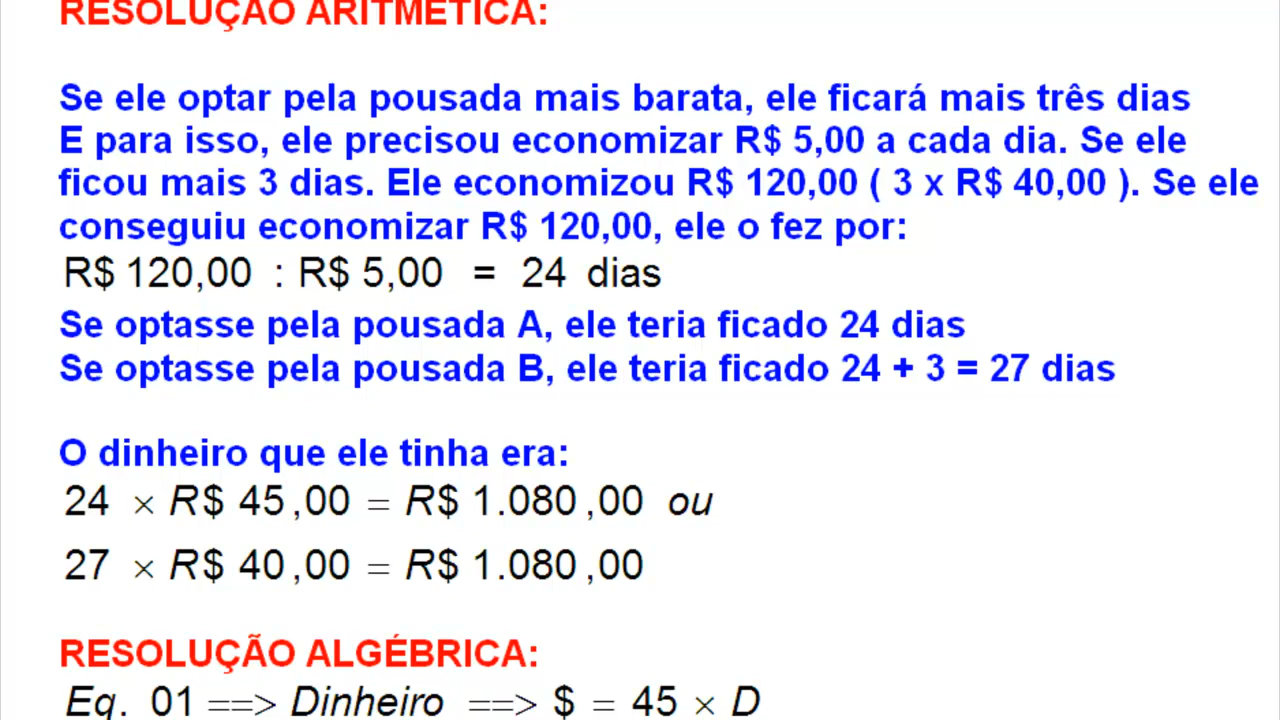 RESOLUÇÃO ARITMÉTICA:
Se ele optar pela pousada mais barata, ele ficará mais três dias
E para isso, ele precisou economizar R$ 5,00 a cada dia. Se ele
ficou mais 3 dias. Ele economizou R$ 120,00 ( 3 x R$ 40,00 ). Se ele
conseguiu economizar R$ 120,00, ele o fez por:
R$ 120,00 : R$ 5,00 = 24 dias
Se optasse pela pousada A, ele teria ficado 24 dias
Se optasse pela pousada B, ele teria ficado 24 + 3 = 27 dias
O dinheiro que ele tinha era:
24 × R$ 45,00 = R$ 1.080,00 ou
27 × R$ 40,00 = R$ 1.080,00
RESOLUÇÃO ALGÉBRICA:
Eq. 01 ==> Dinheiro ==> $ = 45 × D